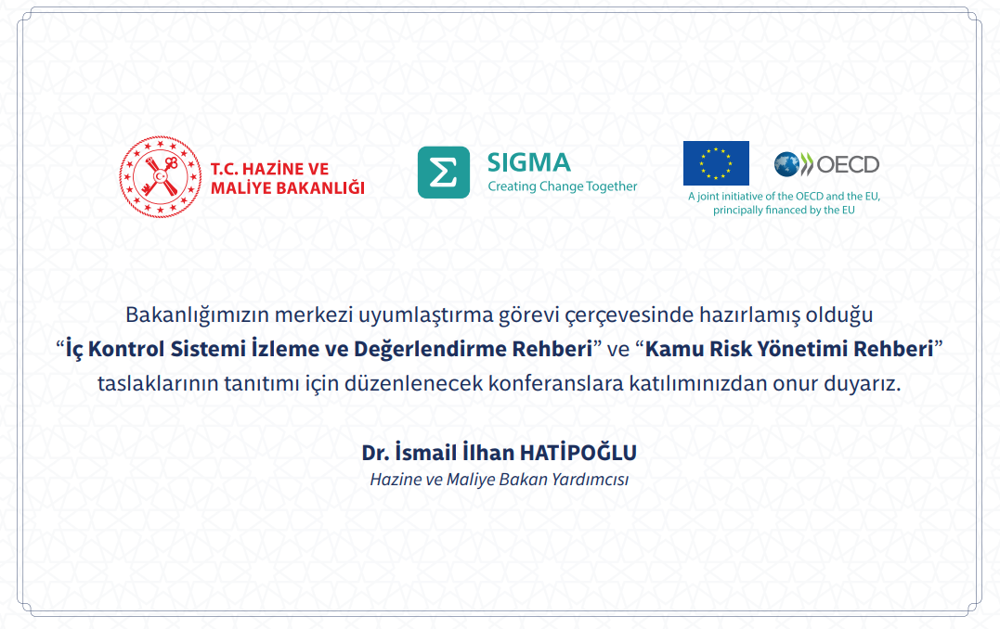 T.C. HAZİNE VE
MALİYE BAKANLIĞI
Σ
SIGMA
Creating Change Together
OECD
A joint initiative of the OECD and the EU,
principally financed by the EU
Bakanlığımızın merkezi uyumlaştırma görevi çerçevesinde hazırlamış olduğu
“İç Kontrol Sistemi İzleme ve Değerlendirme Rehberi” ve “Kamu Risk Yönetimi Rehberi”
taslaklarının tanıtımı için düzenlenecek konferanslara katılımınızdan onur duyarız.
Dr. İsmail İlhan HATİPOĞLU
Hazine ve Maliye Bakan Yardımcısı